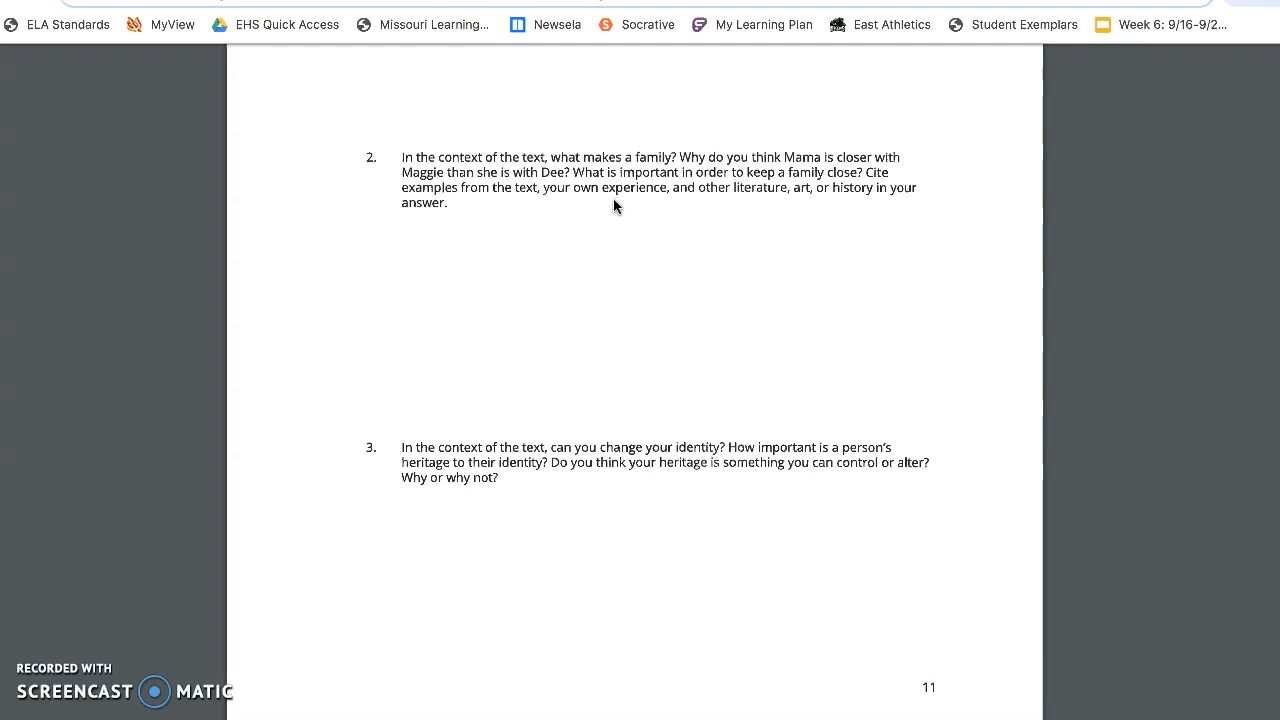 ELA Standards MyView EHS Quick Access Missouri Learning... Newsela Socrative My Learning Plan East Athletics Student Exemplars Week 6: 9/16-9/2...
2. In the context of the text, what makes a family? Why do you think Mama is closer with
Maggie than she is with Dee? What is important in order to keep a family close? Cite
examples from the text, your own experience, and other literature, art, or history in your
answer.
3. In the context of the text, can you change your identity? How important is a person's
heritage to their identity? Do you think your heritage is something you can control or alter?
Why or why not?
RECORDED WITH
SCREENCAST MATIC
11